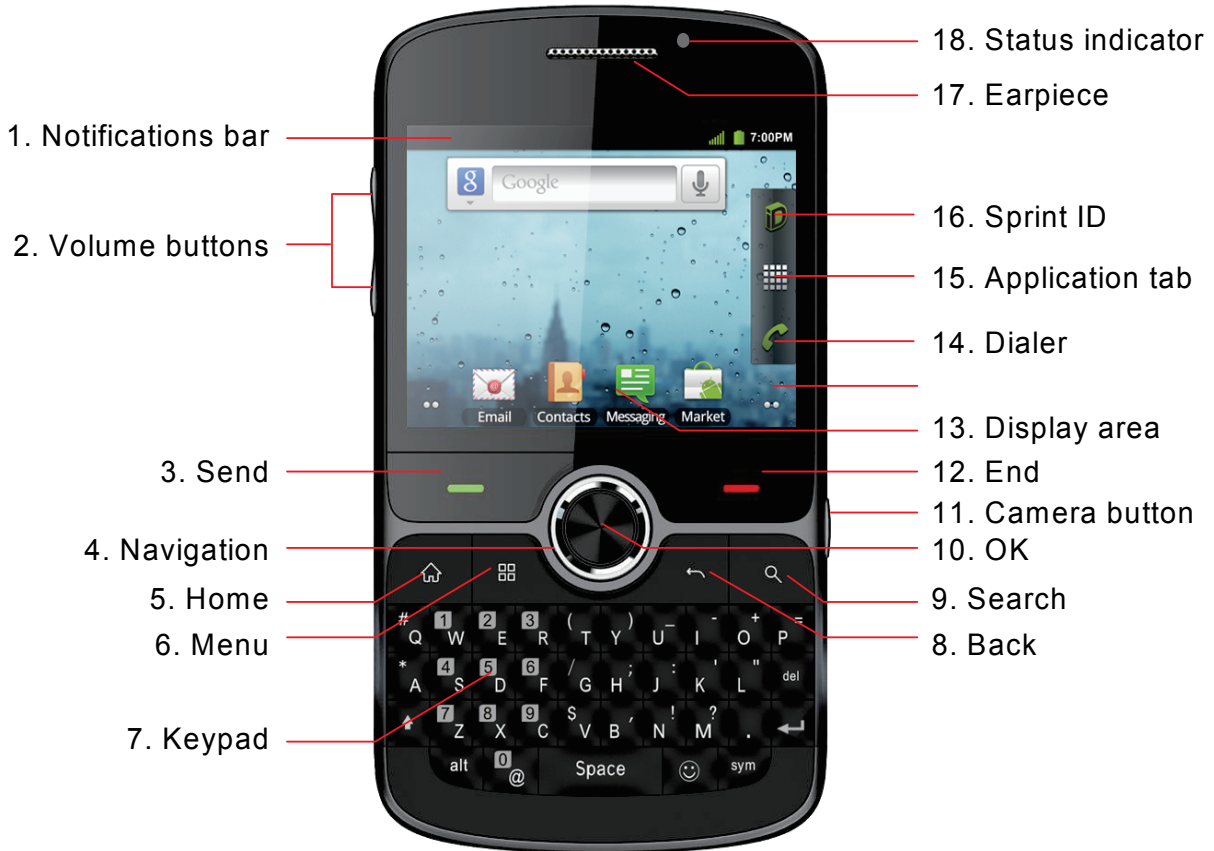 18. Status indicator
17. Earpiece
1. Notifications bar
7:00PM
8 Google
2. Volume buttons
16. Sprint ID
iD
15. Application tab
14. Dialer
@
Email Contacts Messaging Market
13. Display area
3. Send
12. End
11. Camera button
4. Navigation
10. OK
5. Home
9. Search
6. Menu
8. Back
# Q 1 W 2 E 3 R ( T Y ) U _ I - O + P =
* A 4 S 5 D 6 F / G H ; J : K ' L " del
7 Z 8 X 9 C $ V B , N ! M ? .
7. Keypad
alt 0 @ Space sym